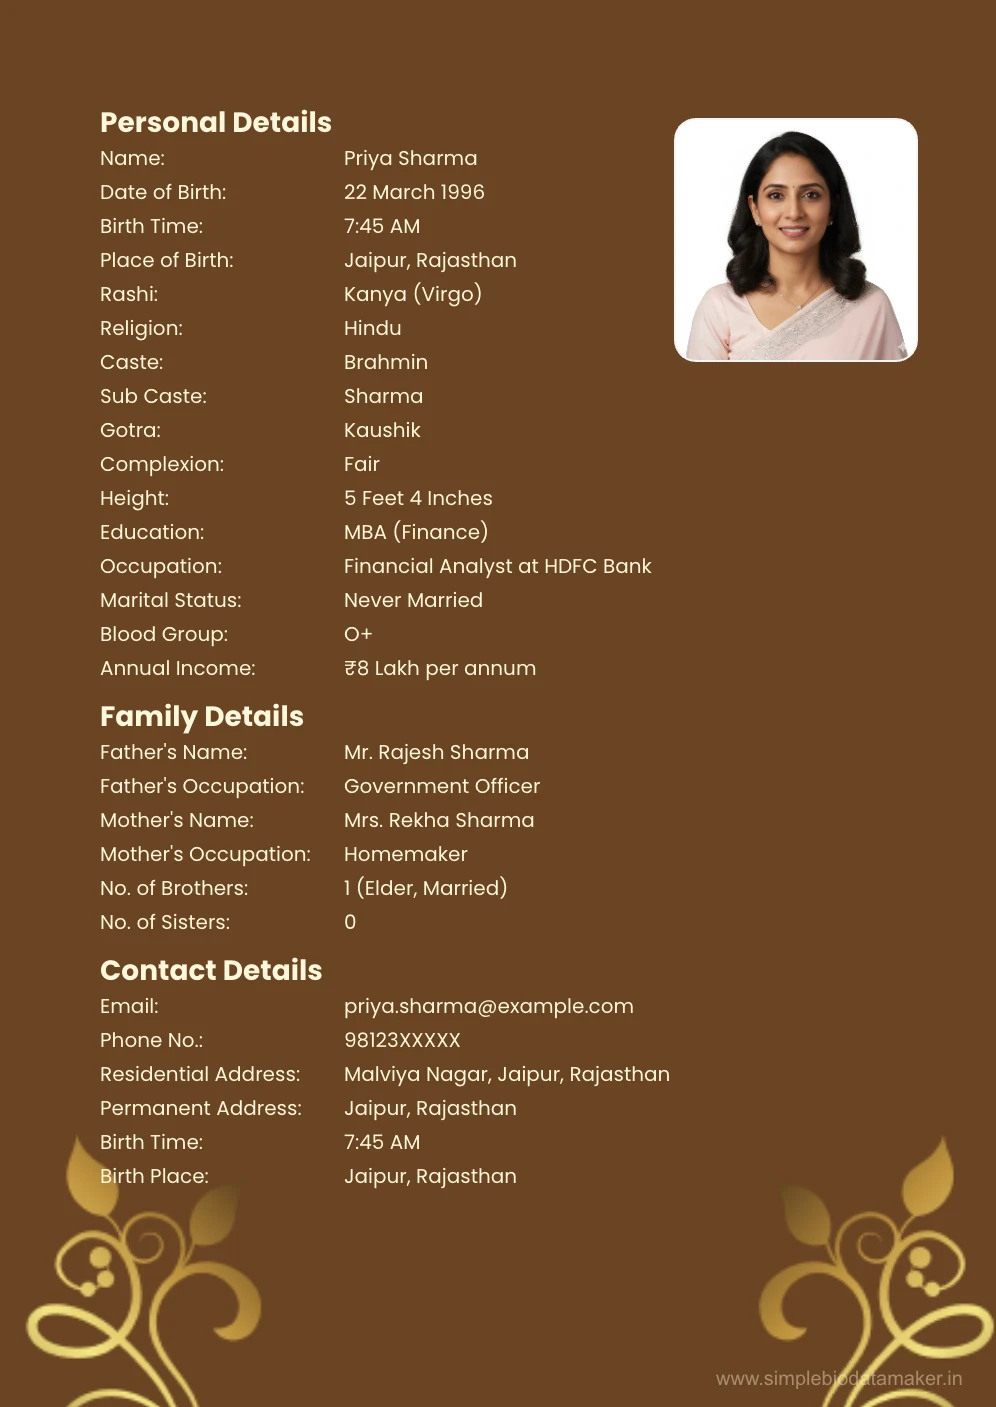 Personal Details
Name: Priya Sharma
Date of Birth: 22 March 1996
Birth Time: 7:45 AM
Place of Birth: Jaipur, Rajasthan
Rashi: Kanya (Virgo)
Religion: Hindu
Caste: Brahmin
Sub Caste: Sharma
Gotra: Kaushik
Complexion: Fair
Height: 5 Feet 4 Inches
Education: MBA (Finance)
Occupation: Financial Analyst at HDFC Bank
Marital Status: Never Married
Blood Group: O+
Annual Income: ₹8 Lakh per annum
Family Details
Father's Name: Mr. Rajesh Sharma
Father's Occupation: Government Officer
Mother's Name: Mrs. Rekha Sharma
Mother's Occupation: Homemaker
No. of Brothers: 1 (Elder, Married)
No. of Sisters: 0
Contact Details
Email: priya.sharma@example.com
Phone No.: 98123XXXXX
Residential Address: Malviya Nagar, Jaipur, Rajasthan
Permanent Address: Jaipur, Rajasthan
Birth Time: 7:45 AM
Birth Place: Jaipur, Rajasthan
www.simplebiodatamaker.in